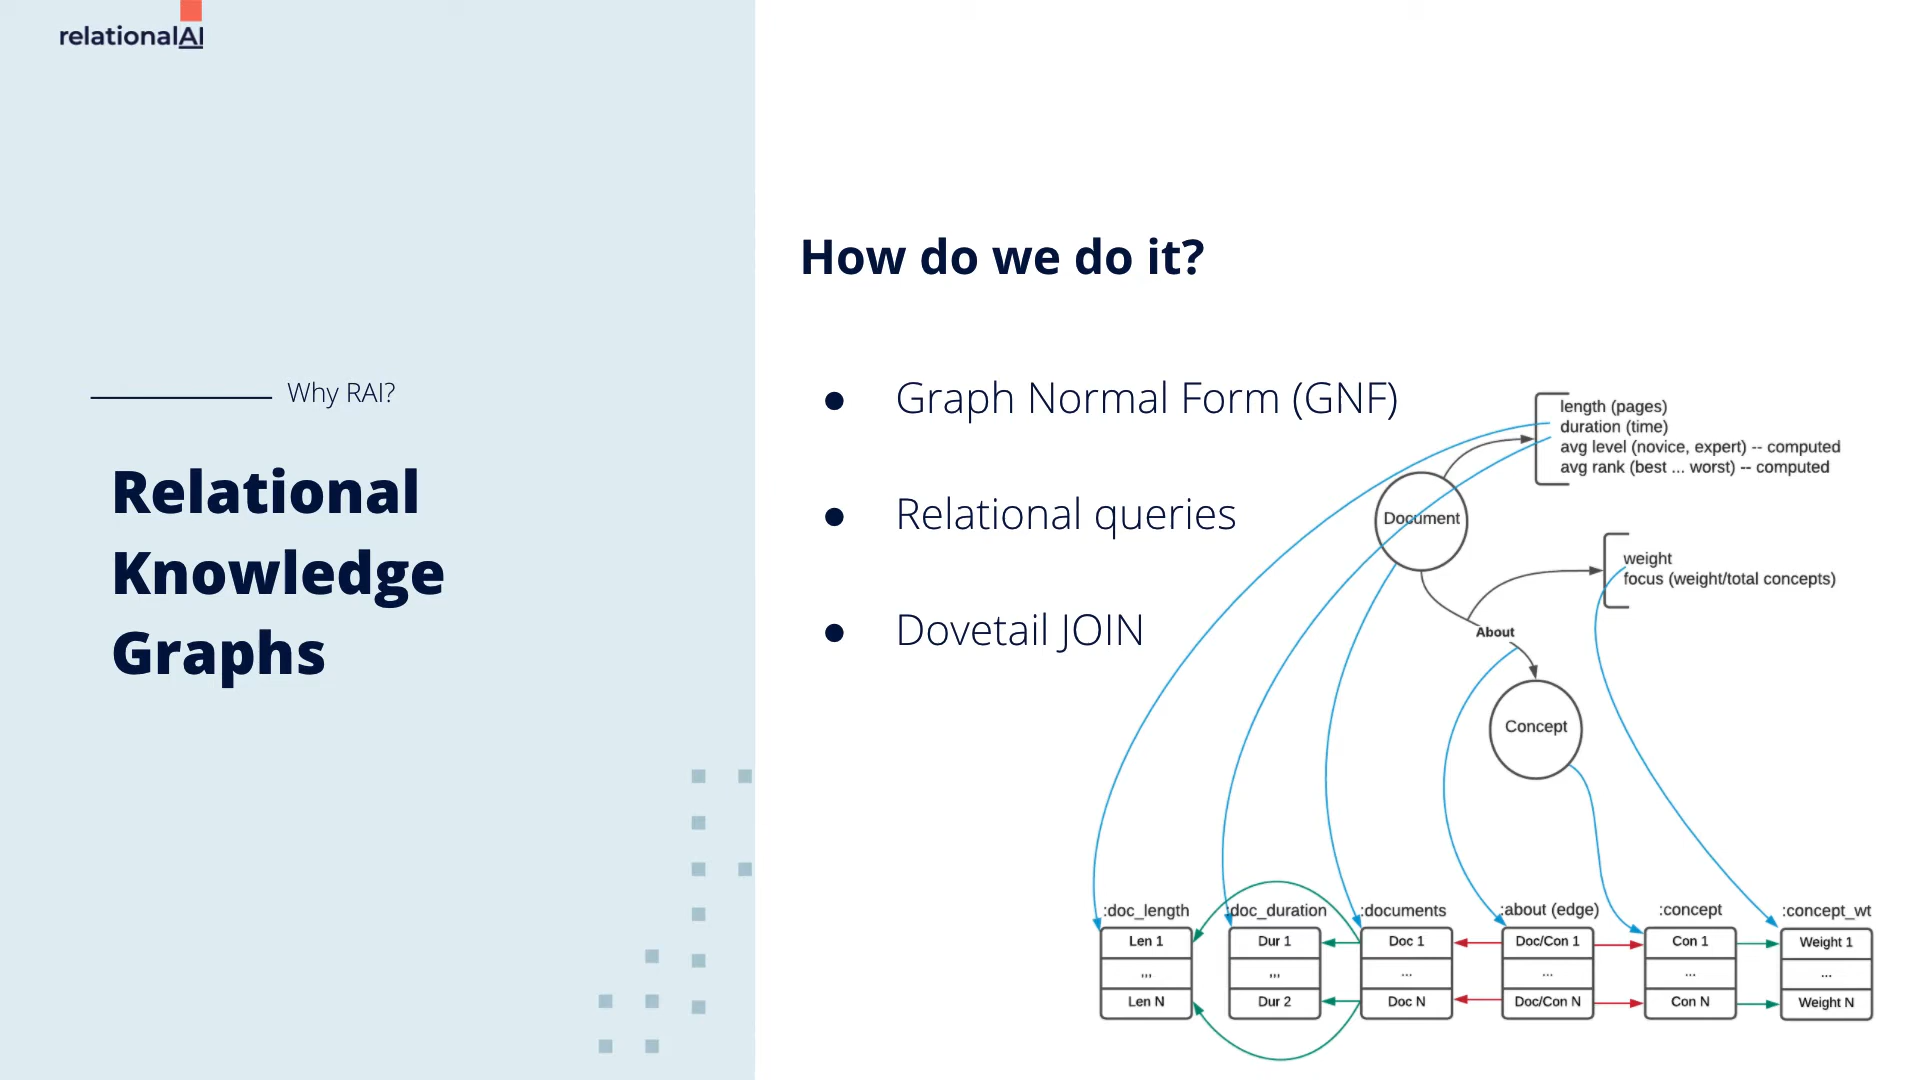 relationalAI
Why RAI?
Relational
Knowledge
Graphs
How do we do it?
● Graph Normal Form (GNF)
● Relational queries
● Dovetail JOIN
length (pages)
duration (time)
avg level (novice, expert) -- computed
avg rank (best ... worst) -- computed
Document
weight
focus (weight/total concepts)
About
Concept
:doc_length :doc_duration :documents :about (edge) :concept :concept_wt
Len 1 Dur 1 Doc 1 Doc/Con 1 Con 1 Weight 1
,,, ,,, ... ... ... ...
Len N Dur 2 Doc N Doc/Con N Con N Weight N